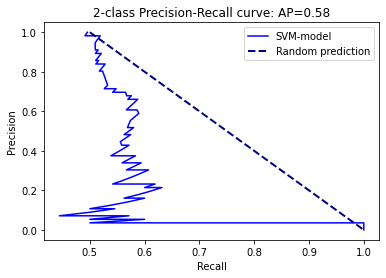 2-class Precision-Recall curve: AP=0.58
SVM-model
Random prediction
1.0
0.8
0.6
0.4
0.2
0.0
Precision
0.5
0.6
0.7
0.8
0.9
1.0
Recall